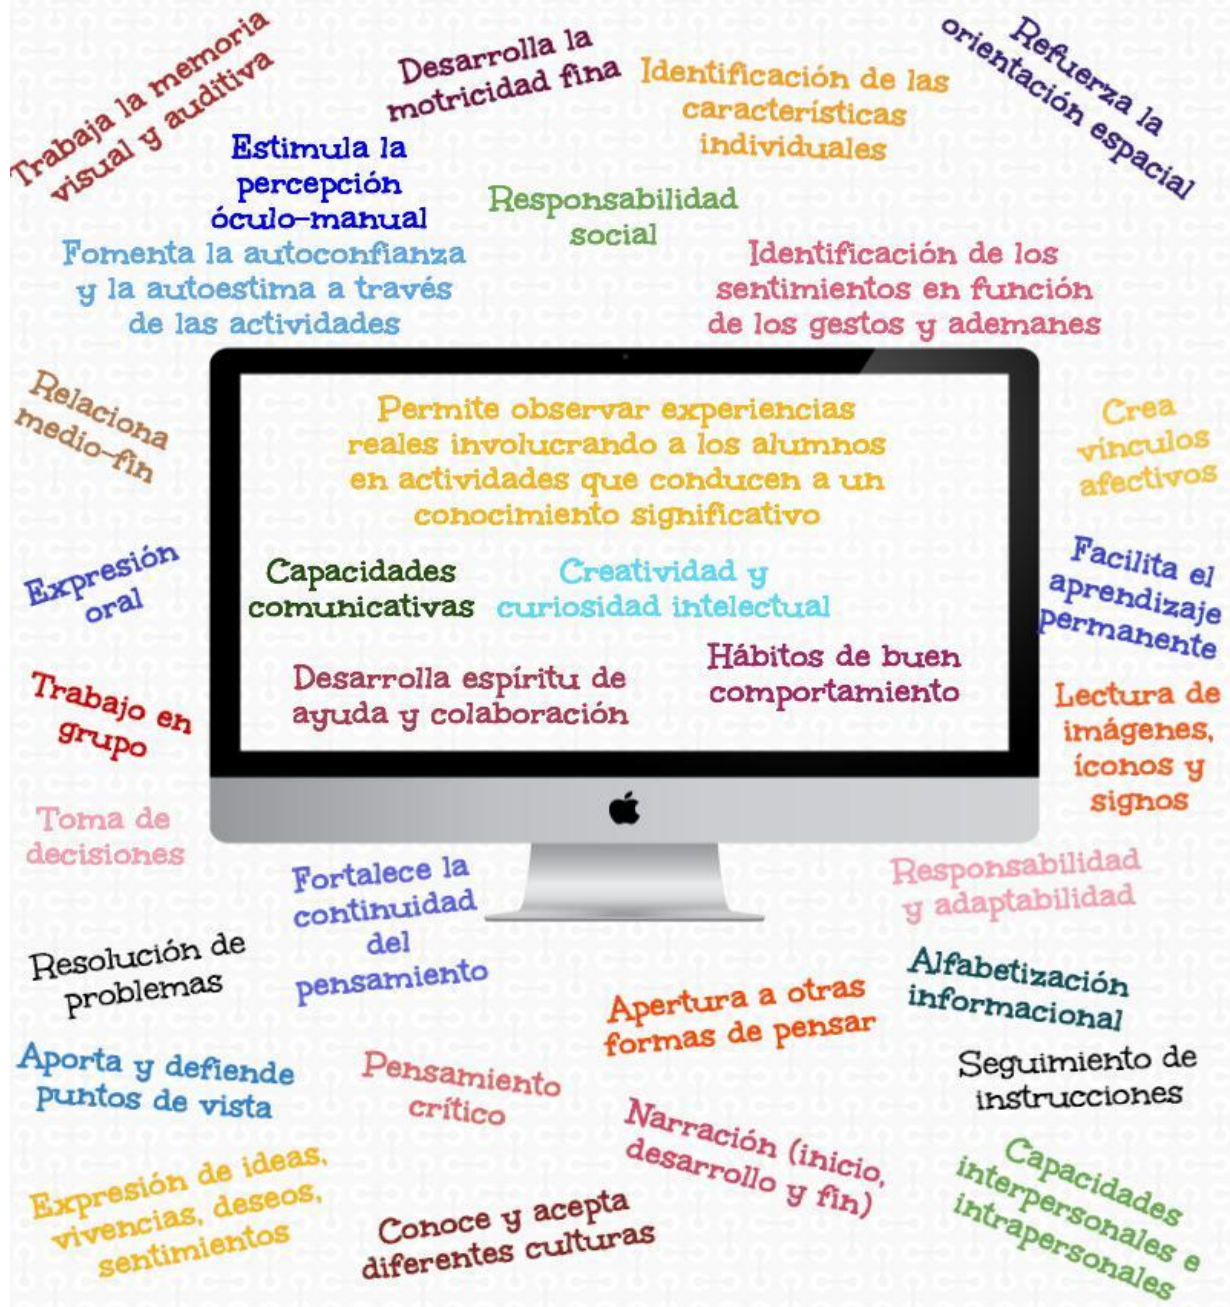 Trabaja la memoria
visual y auditiva
Desarrolla la
motricidad fina
Identificación de las
características
individuales
Refuerza la
orientación espacial
Estimula la
percepción
óculo-manual
Responsabilidad
social
Fomenta la autoconfianza
y la autoestima a través
de las actividades
Identificación de los
sentimientos en función
de los gestos y ademanes
Relaciona
medio-fin
Permite observar experiencias
reales involucrando a los alumnos
en actividades que conducen a un
conocimiento significativo
Crea
vínculos
afectivos
Expresión
oral
Capacidades
comunicativas
Creatividad y
curiosidad intelectual
Facilita el
aprendizaje
permanente
Trabajo en
grupo
Desarrolla espíritu de
ayuda y colaboración
Hábitos de buen
comportamiento
Lectura de
imágenes,
íconos y
signos
Toma de
decisiones
Fortalece la
continuidad
del
pensamiento
Responsabilidad
y adaptabilidad
Resolución de
problemas
Apertura a otras
formas de pensar
Alfabetización
informacional
Aporta y defiende
puntos de vista
Pensamiento
crítico
Seguimiento de
instrucciones
Narración (inicio,
desarrollo y fin)
Expresión de ideas,
vivencias, deseos,
sentimientos
Conoce y acepta
diferentes culturas
Capacidades
interpersonales e
intrapersonales